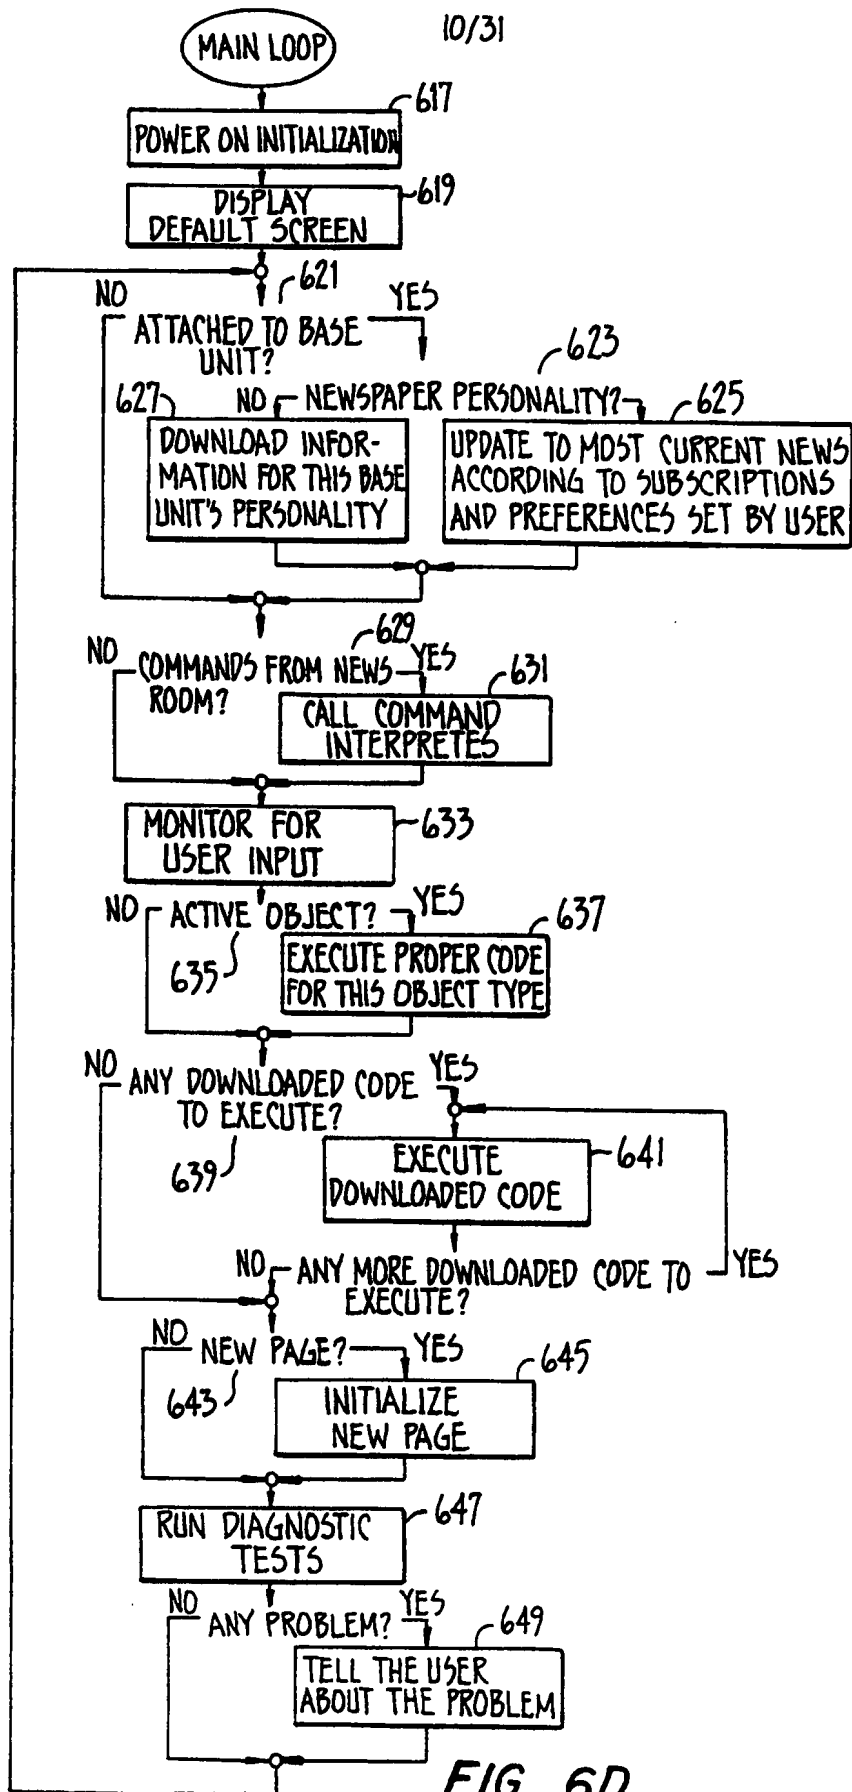 10/31
MAIN LOOP
617
POWER ON INITIALIZATION
619
DISPLAY
DEFAULT SCREEN
621
NO
YES
ATTACHED TO BASE
UNIT?
623
627
NO
NEWSPAPER PERSONALITY?
625
DOWNLOAD INFOR-
MATION FOR THIS BASE
UNIT'S PERSONALITY
UPDATE TO MOST CURRENT NEWS
ACCORDING TO SUBSCRIPTIONS
AND PREFERENCES SET BY USER
629
NO
COMMANDS FROM NEWS
ROOM?
YES
631
CALL COMMAND
INTERPRETES
633
MONITOR FOR
USER INPUT
NO
ACTIVE OBJECT?
YES
635
637
EXECUTE PROPER CODE
FOR THIS OBJECT TYPE
NO
ANY DOWNLOADED CODE
TO EXECUTE?
YES
639
641
EXECUTE
DOWNLOADED CODE
NO
ANY MORE DOWNLOADED CODE TO
EXECUTE?
YES
NO
NEW PAGE?
YES
643
645
INITIALIZE
NEW PAGE
647
RUN DIAGNOSTIC
TESTS
NO
ANY PROBLEM?
YES
649
TELL THE USER
ABOUT THE PROBLEM
FIG 6D